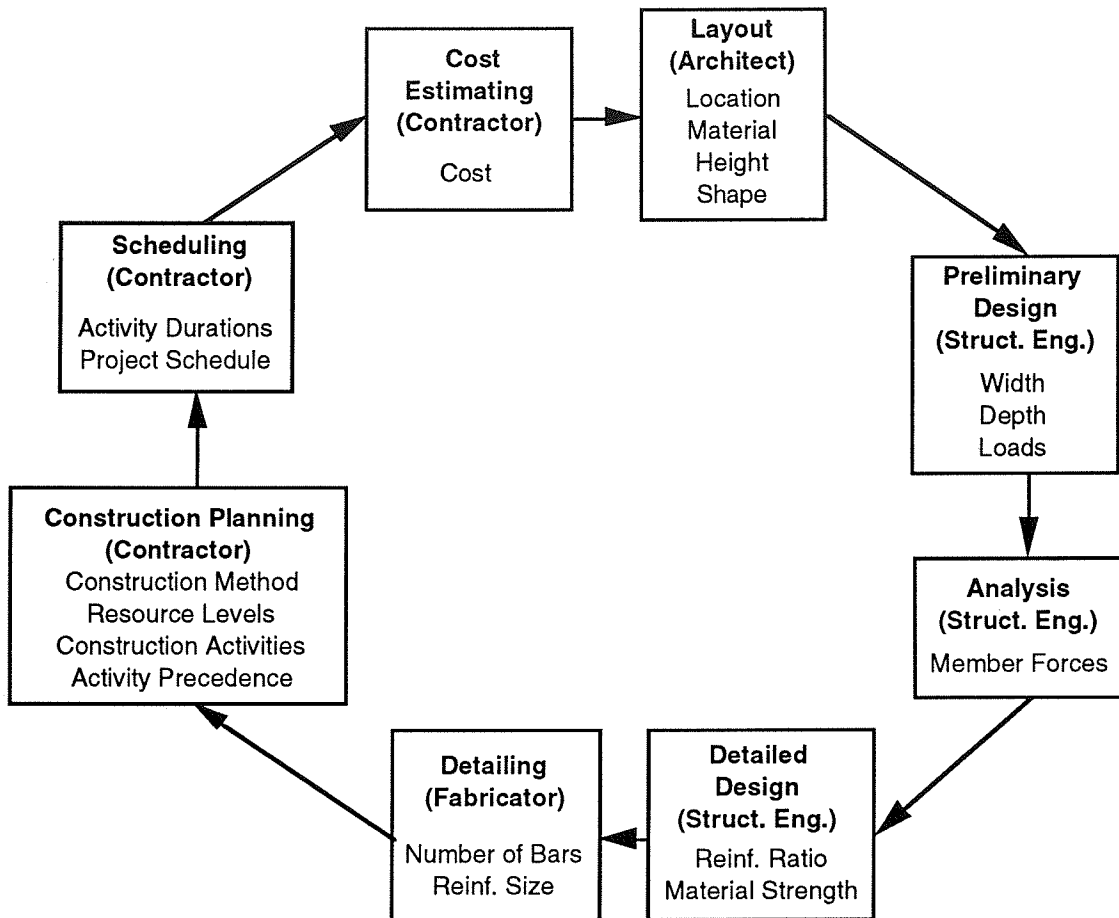 Layout
(Architect)
Location
Material
Height
Shape
Preliminary
Design
(Struct. Eng.)
Width
Depth
Loads
Analysis
(Struct. Eng.)
Member Forces
Detailed
Design
(Struct. Eng.)
Reinf. Ratio
Material Strength
Detailing
(Fabricator)
Number of Bars
Reinf. Size
Construction Planning
(Contractor)
Construction Method
Resource Levels
Construction Activities
Activity Precedence
Scheduling
(Contractor)
Activity Durations
Project Schedule
Cost
Estimating
(Contractor)
Cost